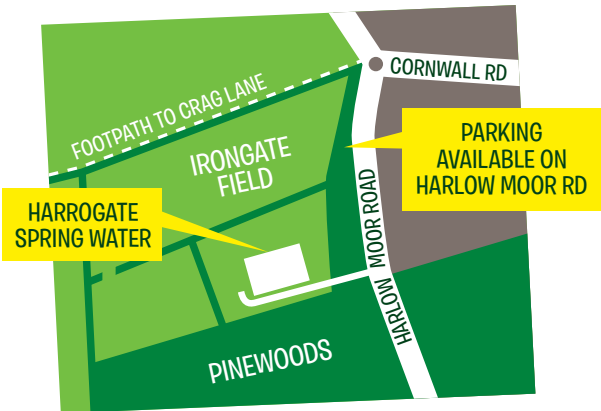 CORNWALL RD
FOOTPATH TO CRAG LANE
PARKING
AVAILABLE ON
HARLOW MOOR RD
IRONGATE
FIELD
HARROGATE
SPRING WATER
HARLOW MOOR ROAD
PINEWOODS